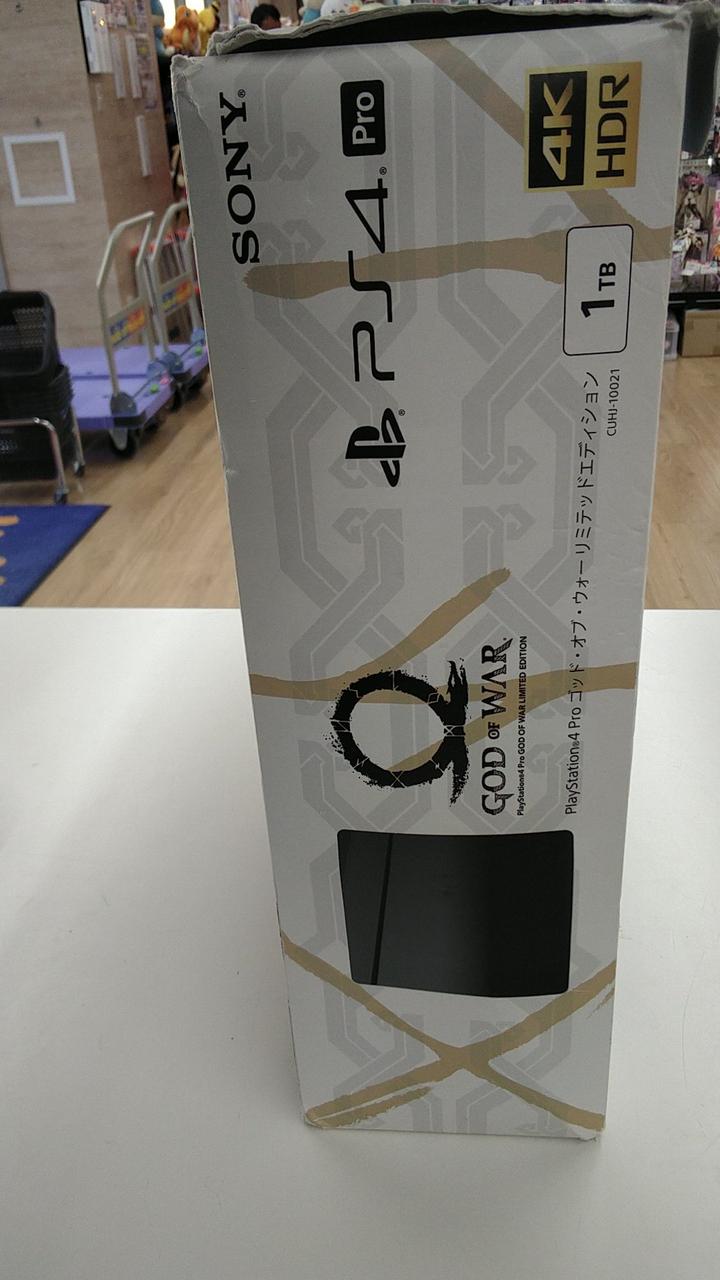 SONY®
PS4® Pro
4K
HDR
1TB
GOD OF WAR
PlayStation®4 Pro GOD OF WAR LIMITED EDITION
PlayStation®4 Pro ゴッド・オブ・ウォー リミテッドエディション
CUHJ-10021